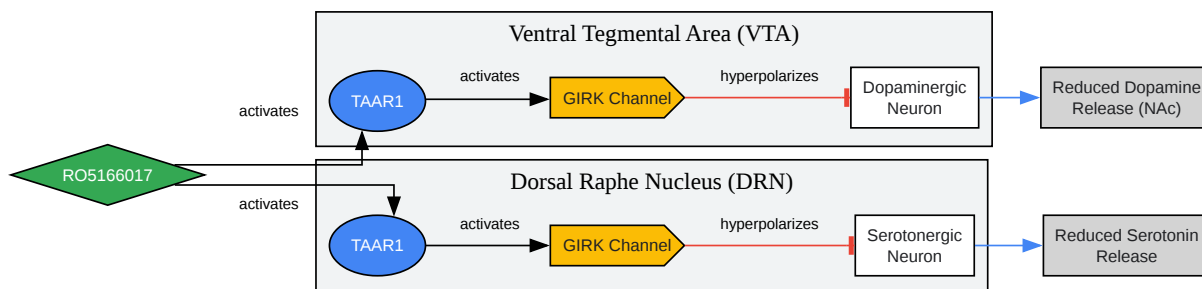 Ventral Tegmental Area (VTA)
activates
TAAR1
activates
GIRK Channel
hyperpolarizes
Dopaminergic
Neuron
Reduced Dopamine
Release (NAc)
RO5166017
activates
Dorsal Raphe Nucleus (DRN)
TAAR1
activates
GIRK Channel
hyperpolarizes
Serotonergic
Neuron
Reduced Serotonin
Release